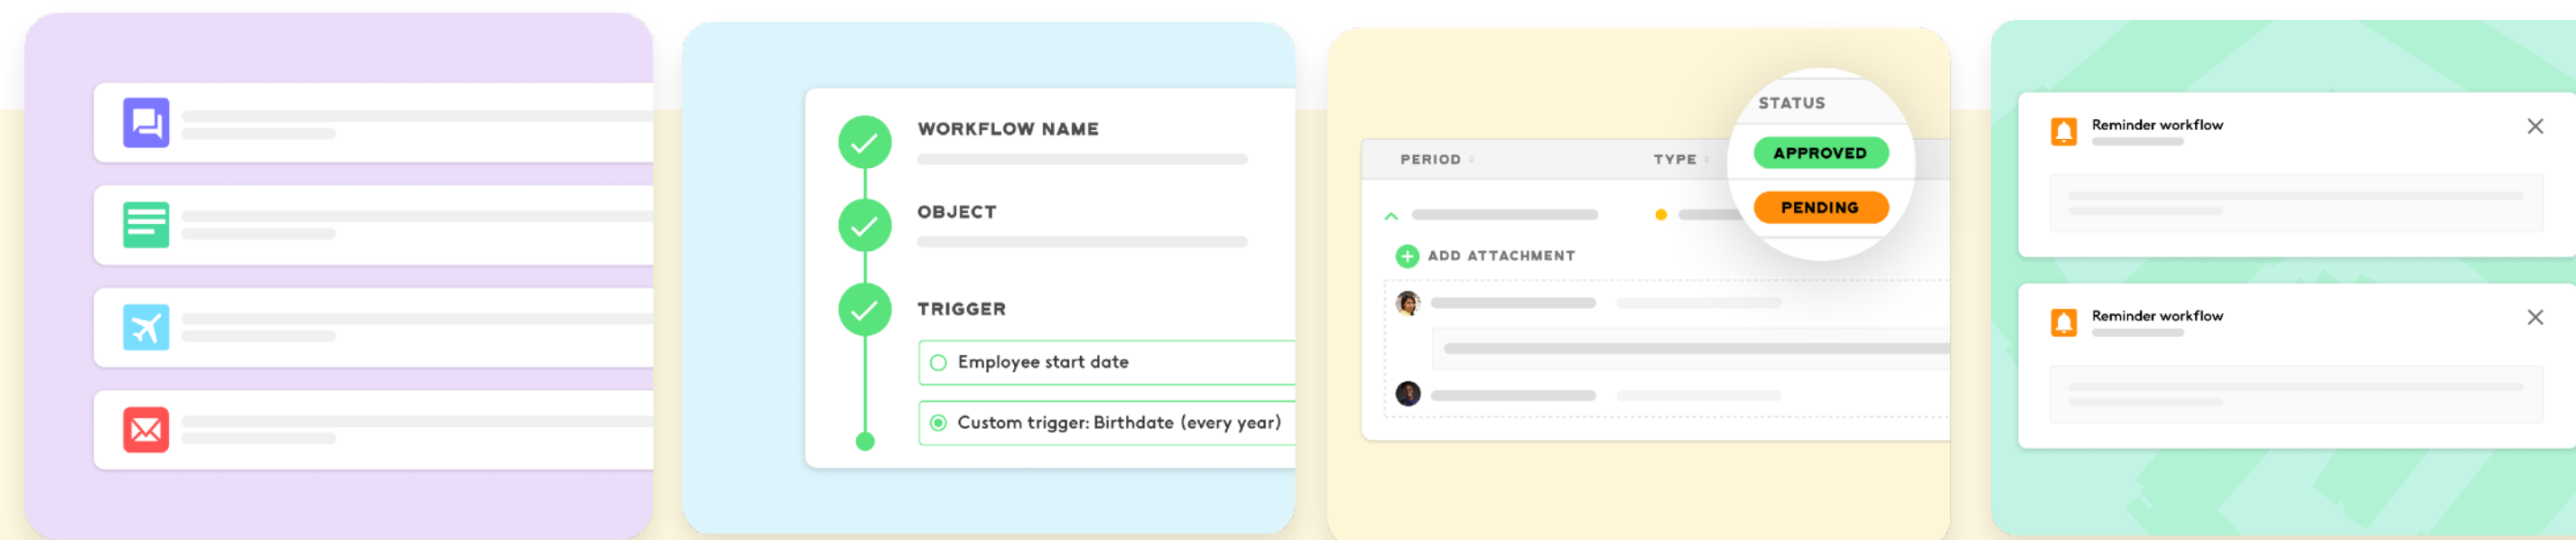 WORKFLOW NAME
OBJECT
TRIGGER
Employee start date
Custom trigger: Birthdate (every year)
STATUS
APPROVED
PENDING
PERIOD
TYPE
ADD ATTACHMENT
Reminder workflow
Reminder workflow